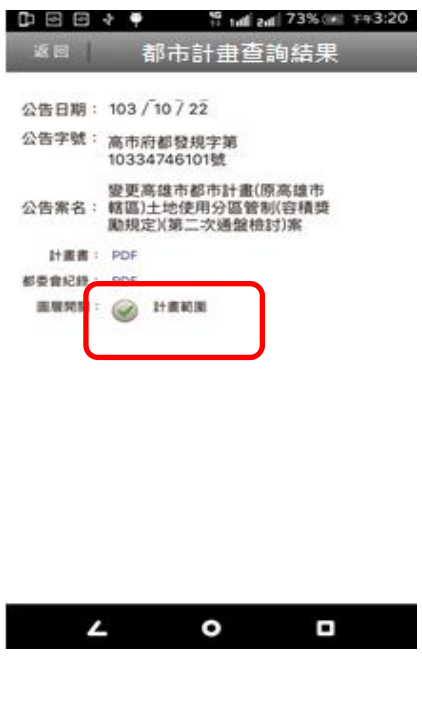 73% 下午3:20
返回 都市計畫查詢結果
公告日期： 103 / 10 / 22
公告字號： 高市府都發規字第
10334746101號
變更高雄市都市計畫(原高雄市
公告案名： 轄區)土地使用分區管制(容積獎
勵規定)(第二次通盤檢討)案
計畫書： PDF
都委會紀錄： PDF
圖層開關： 計畫範圍